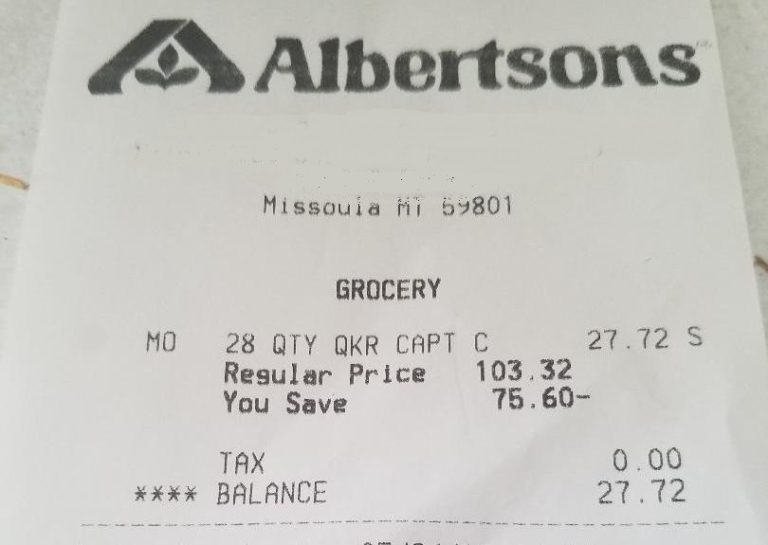 Albertsons
Missoula MT 59801
GROCERY
MO 28 QTY QKR CAPT C 27.72 S
Regular Price 103.32
You Save 75.60-
TAX 0.00
**** BALANCE 27.72